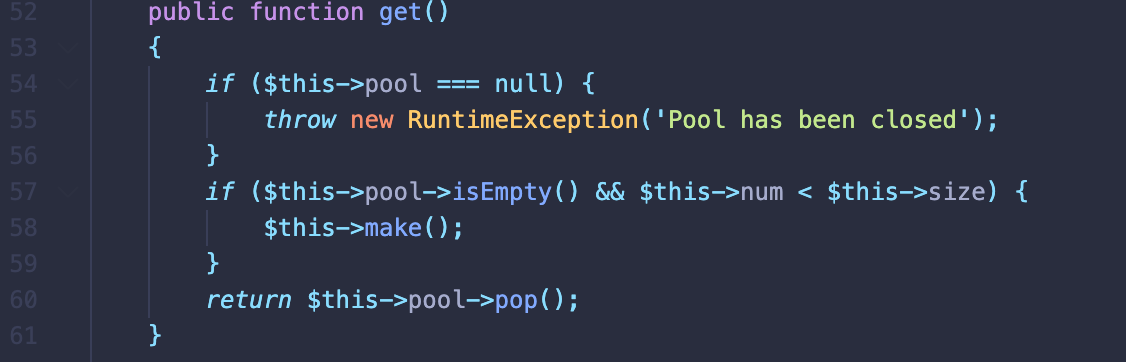 52 public function get()
53 {
54 if ($this->pool === null) {
55 throw new RuntimeException('Pool has been closed');
56 }
57 if ($this->pool->isEmpty() && $this->num < $this->size) {
58 $this->make();
59 }
60 return $this->pool->pop();
61 }